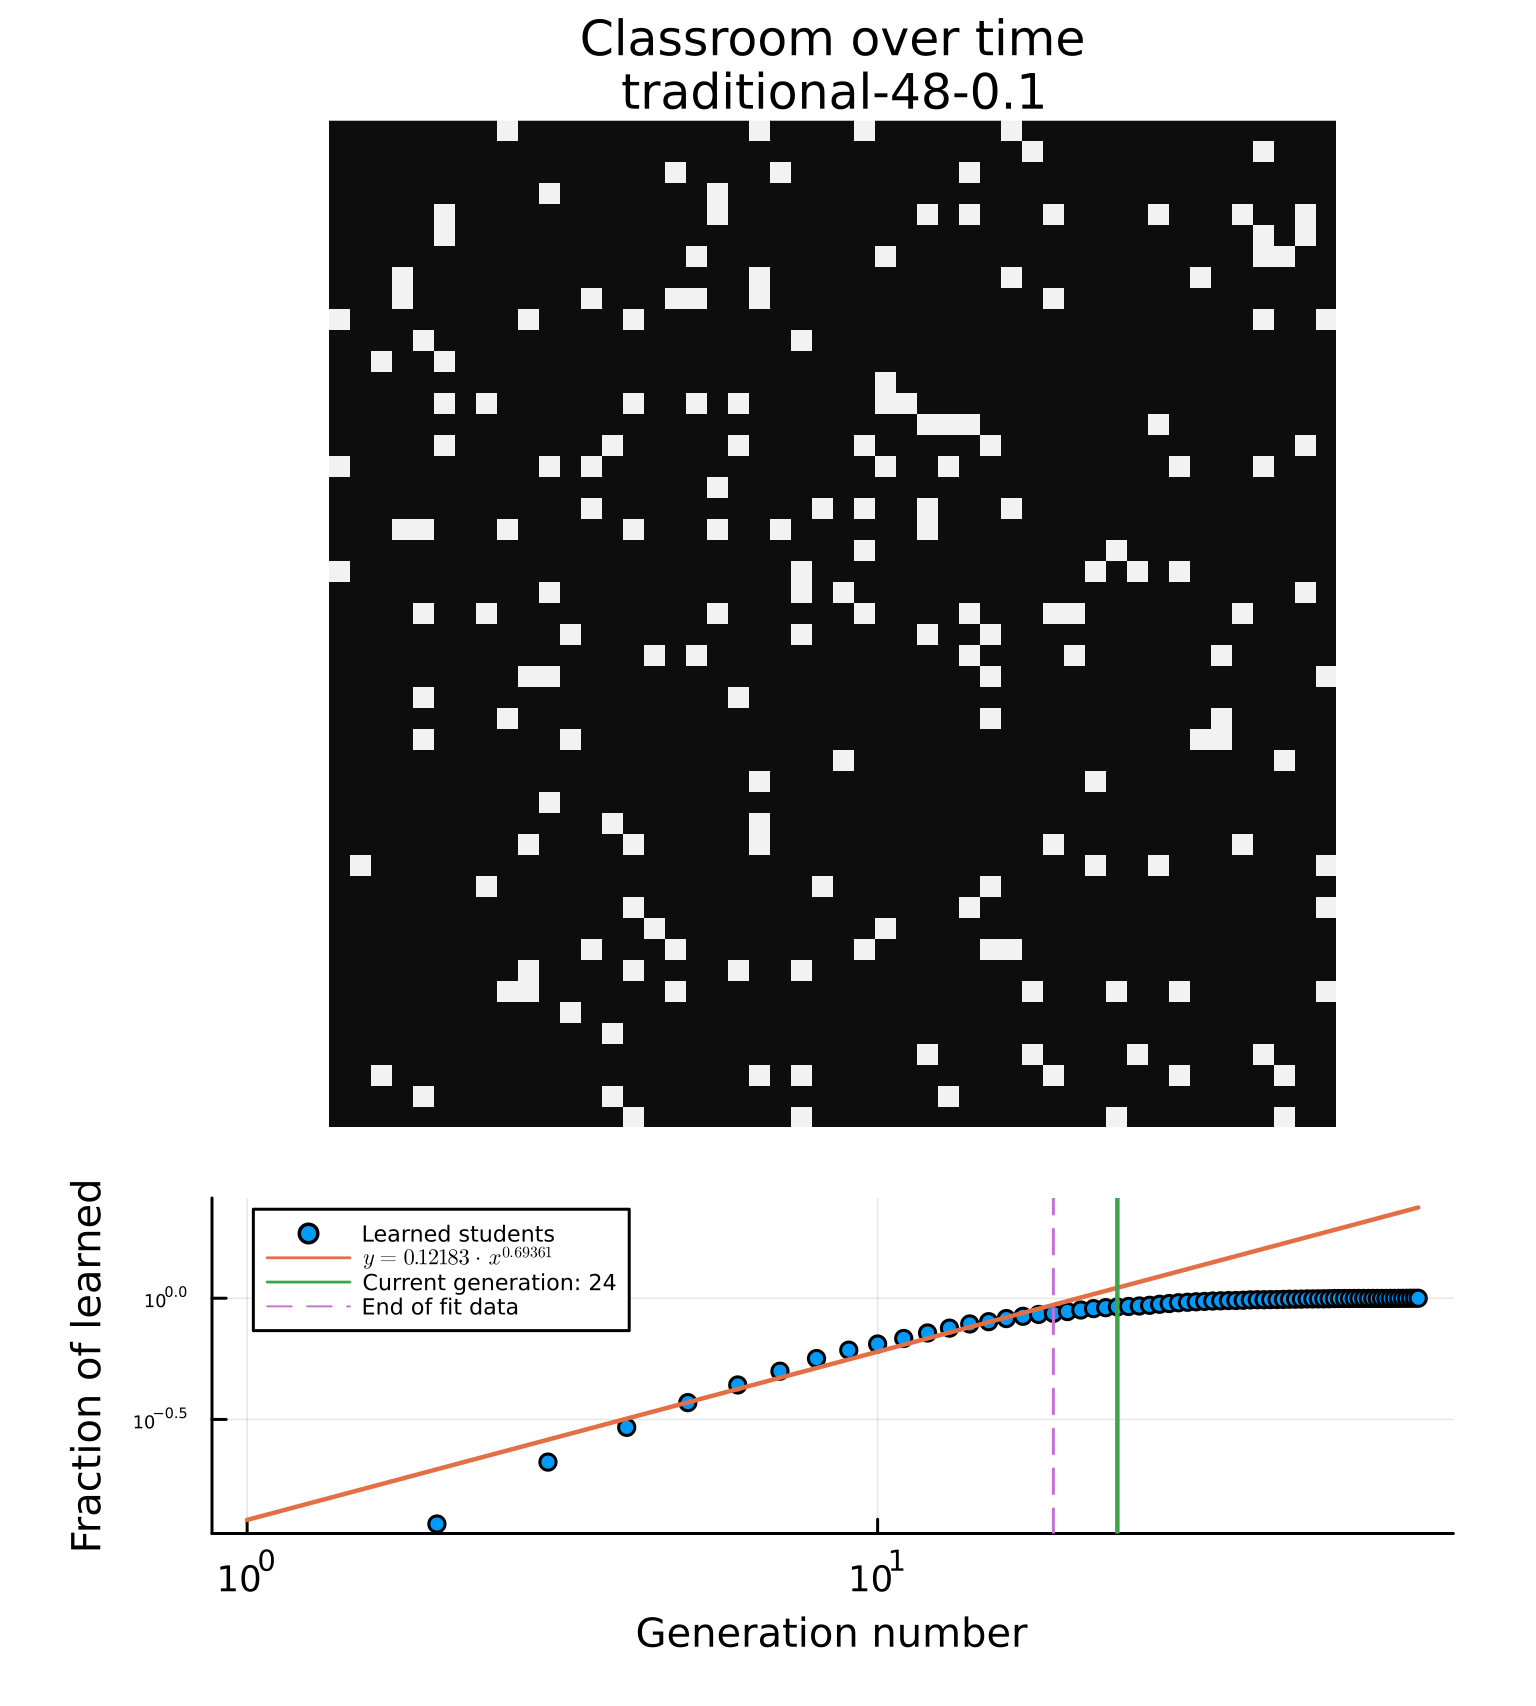 Classroom over time
traditional-48-0.1
Fraction of learned
Learned students
y = 0.12183 · x^0.69361
Current generation: 24
End of fit data
10^0.0
10^−0.5
10^0
10^1
Generation number